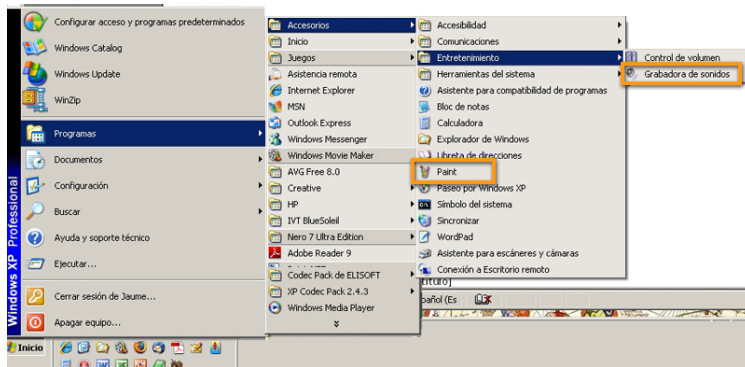 Configurar acceso y programas predeterminados
Windows Catalog
Windows Update
WinZip
Programas
Documentos
Configuración
Buscar
Ayuda y soporte técnico
Ejecutar...
Cerrar sesión de Jaume...
Apagar equipo...
Windows XP Professional
Inicio
Accesorios
Inicio
Juegos
Asistencia remota
Internet Explorer
MSN
Outlook Express
Windows Messenger
Windows Movie Maker
AVG Free 8.0
Creative
HP
IVT BlueSoleil
Nero 7 Ultra Edition
Adobe Reader 9
Codec Pack de ELISOFT
XP Codec Pack 2.4.3
Windows Media Player
Accesibilidad
Comunicaciones
Entretenimiento
Herramientas del sistema
Asistente para compatibilidad de programas
Bloc de notas
Calculadora
Explorador de Windows
Libreta de direcciones
Paint
Paseo por Windows XP
Símbolo del sistema
Sincronizar
WordPad
Asistente para escáneres y cámaras
Conexión a Escritorio remoto
Control de volumen
Grabadora de sonidos
título]
pañol (Es